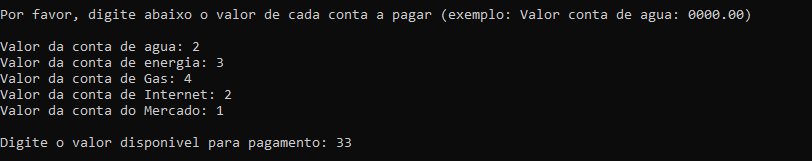 Por favor, digite abaixo o valor de cada conta a pagar (exemplo: Valor conta de agua: 0000.00)
Valor da conta de agua: 2
Valor da conta de energia: 3
Valor da conta de Gas: 4
Valor da conta de Internet: 2
Valor da conta do Mercado: 1
Digite o valor disponivel para pagamento: 33